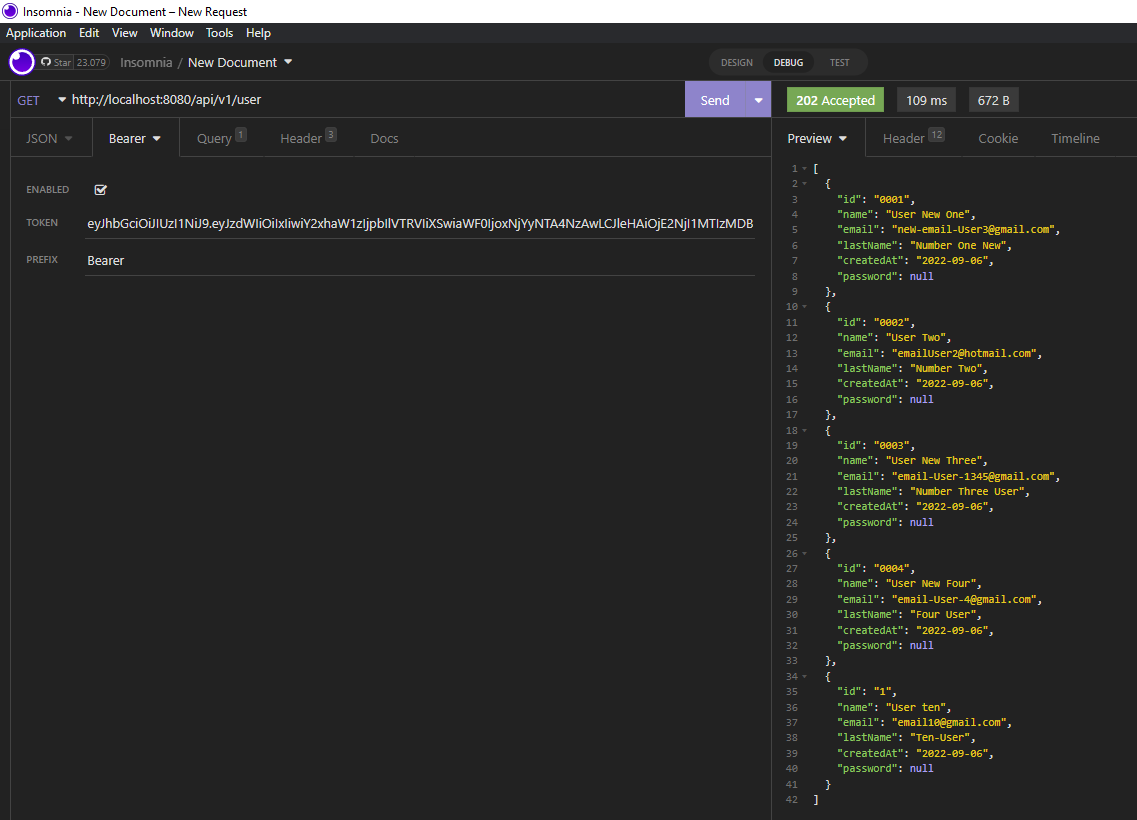 Insomnia - New Document – New Request
Application Edit View Window Tools Help
Star 23.079 Insomnia / New Document DESIGN DEBUG TEST
GET http://localhost:8080/api/v1/user Send 202 Accepted 109 ms 672 B
JSON Bearer Query 1 Header 3 Docs Preview Header 12 Cookie Timeline
ENABLED
TOKEN eyJhbGciOiJIUzI1NiJ9.eyJzdWIiOiIxIiwiY2xhaW1zIjpbIlVTRVIiXSwiaWF0IjoxNjYyNTA4NzAwLCJleHAiOjE2NjI1MTIzMDB
PREFIX Bearer
1 [
2 {
3 "id": "0001",
4 "name": "User New One",
5 "email": "neW-email-User3@gmail.com",
6 "lastName": "Number One New",
7 "createdAt": "2022-09-06",
8 "password": null
9 },
10 {
11 "id": "0002",
12 "name": "User Two",
13 "email": "emailUser2@hotmail.com",
14 "lastName": "Number Two",
15 "createdAt": "2022-09-06",
16 "password": null
17 },
18 {
19 "id": "0003",
20 "name": "User New Three",
21 "email": "email-User-1345@gmail.com",
22 "lastName": "Number Three User",
23 "createdAt": "2022-09-06",
24 "password": null
25 },
26 {
27 "id": "0004",
28 "name": "User New Four",
29 "email": "email-User-4@gmail.com",
30 "lastName": "Four User",
31 "createdAt": "2022-09-06",
32 "password": null
33 },
34 {
35 "id": "1",
36 "name": "User ten",
37 "email": "email10@gmail.com",
38 "lastName": "Ten-User",
39 "createdAt": "2022-09-06",
40 "password": null
41 }
42 ]